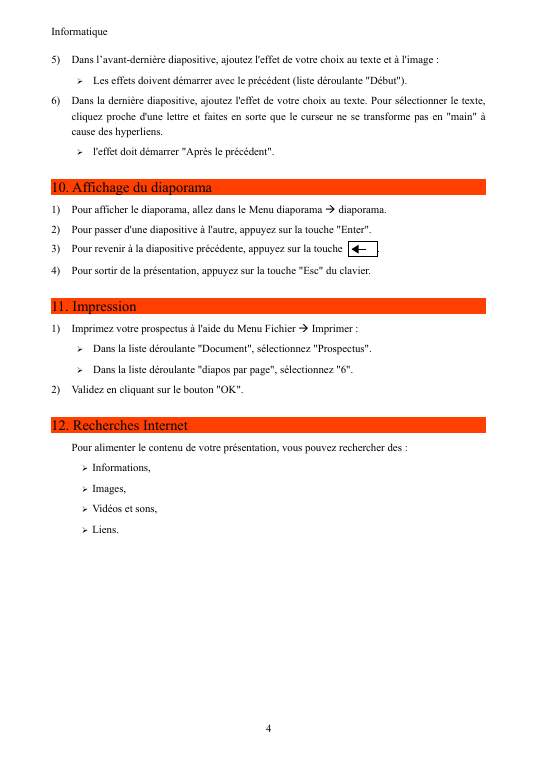 Informatique
5) Dans l’avant-dernière diapositive, ajoutez l'effet de votre choix au texte et à l'image :
➢ Les effets doivent démarrer avec le précédent (liste déroulante "Début").
6) Dans la dernière diapositive, ajoutez l'effet de votre choix au texte. Pour sélectionner le texte,
cliquez proche d'une lettre et faites en sorte que le curseur ne se transforme pas en "main" à
cause des hyperliens.
➢ l'effet doit démarrer "Après le précédent".
10. Affichage du diaporama
1) Pour afficher le diaporama, allez dans le Menu diaporama → diaporama.
2) Pour passer d'une diapositive à l'autre, appuyez sur la touche "Enter".
3) Pour revenir à la diapositive précédente, appuyez sur la touche ←.
4) Pour sortir de la présentation, appuyez sur la touche "Esc" du clavier.
11. Impression
1) Imprimez votre prospectus à l'aide du Menu Fichier → Imprimer :
➢ Dans la liste déroulante "Document", sélectionnez "Prospectus".
➢ Dans la liste déroulante "diapos par page", sélectionnez "6".
2) Validez en cliquant sur le bouton "OK".
12. Recherches Internet
Pour alimenter le contenu de votre présentation, vous pouvez rechercher des :
➢ Informations,
➢ Images,
➢ Vidéos et sons,
➢ Liens.
4